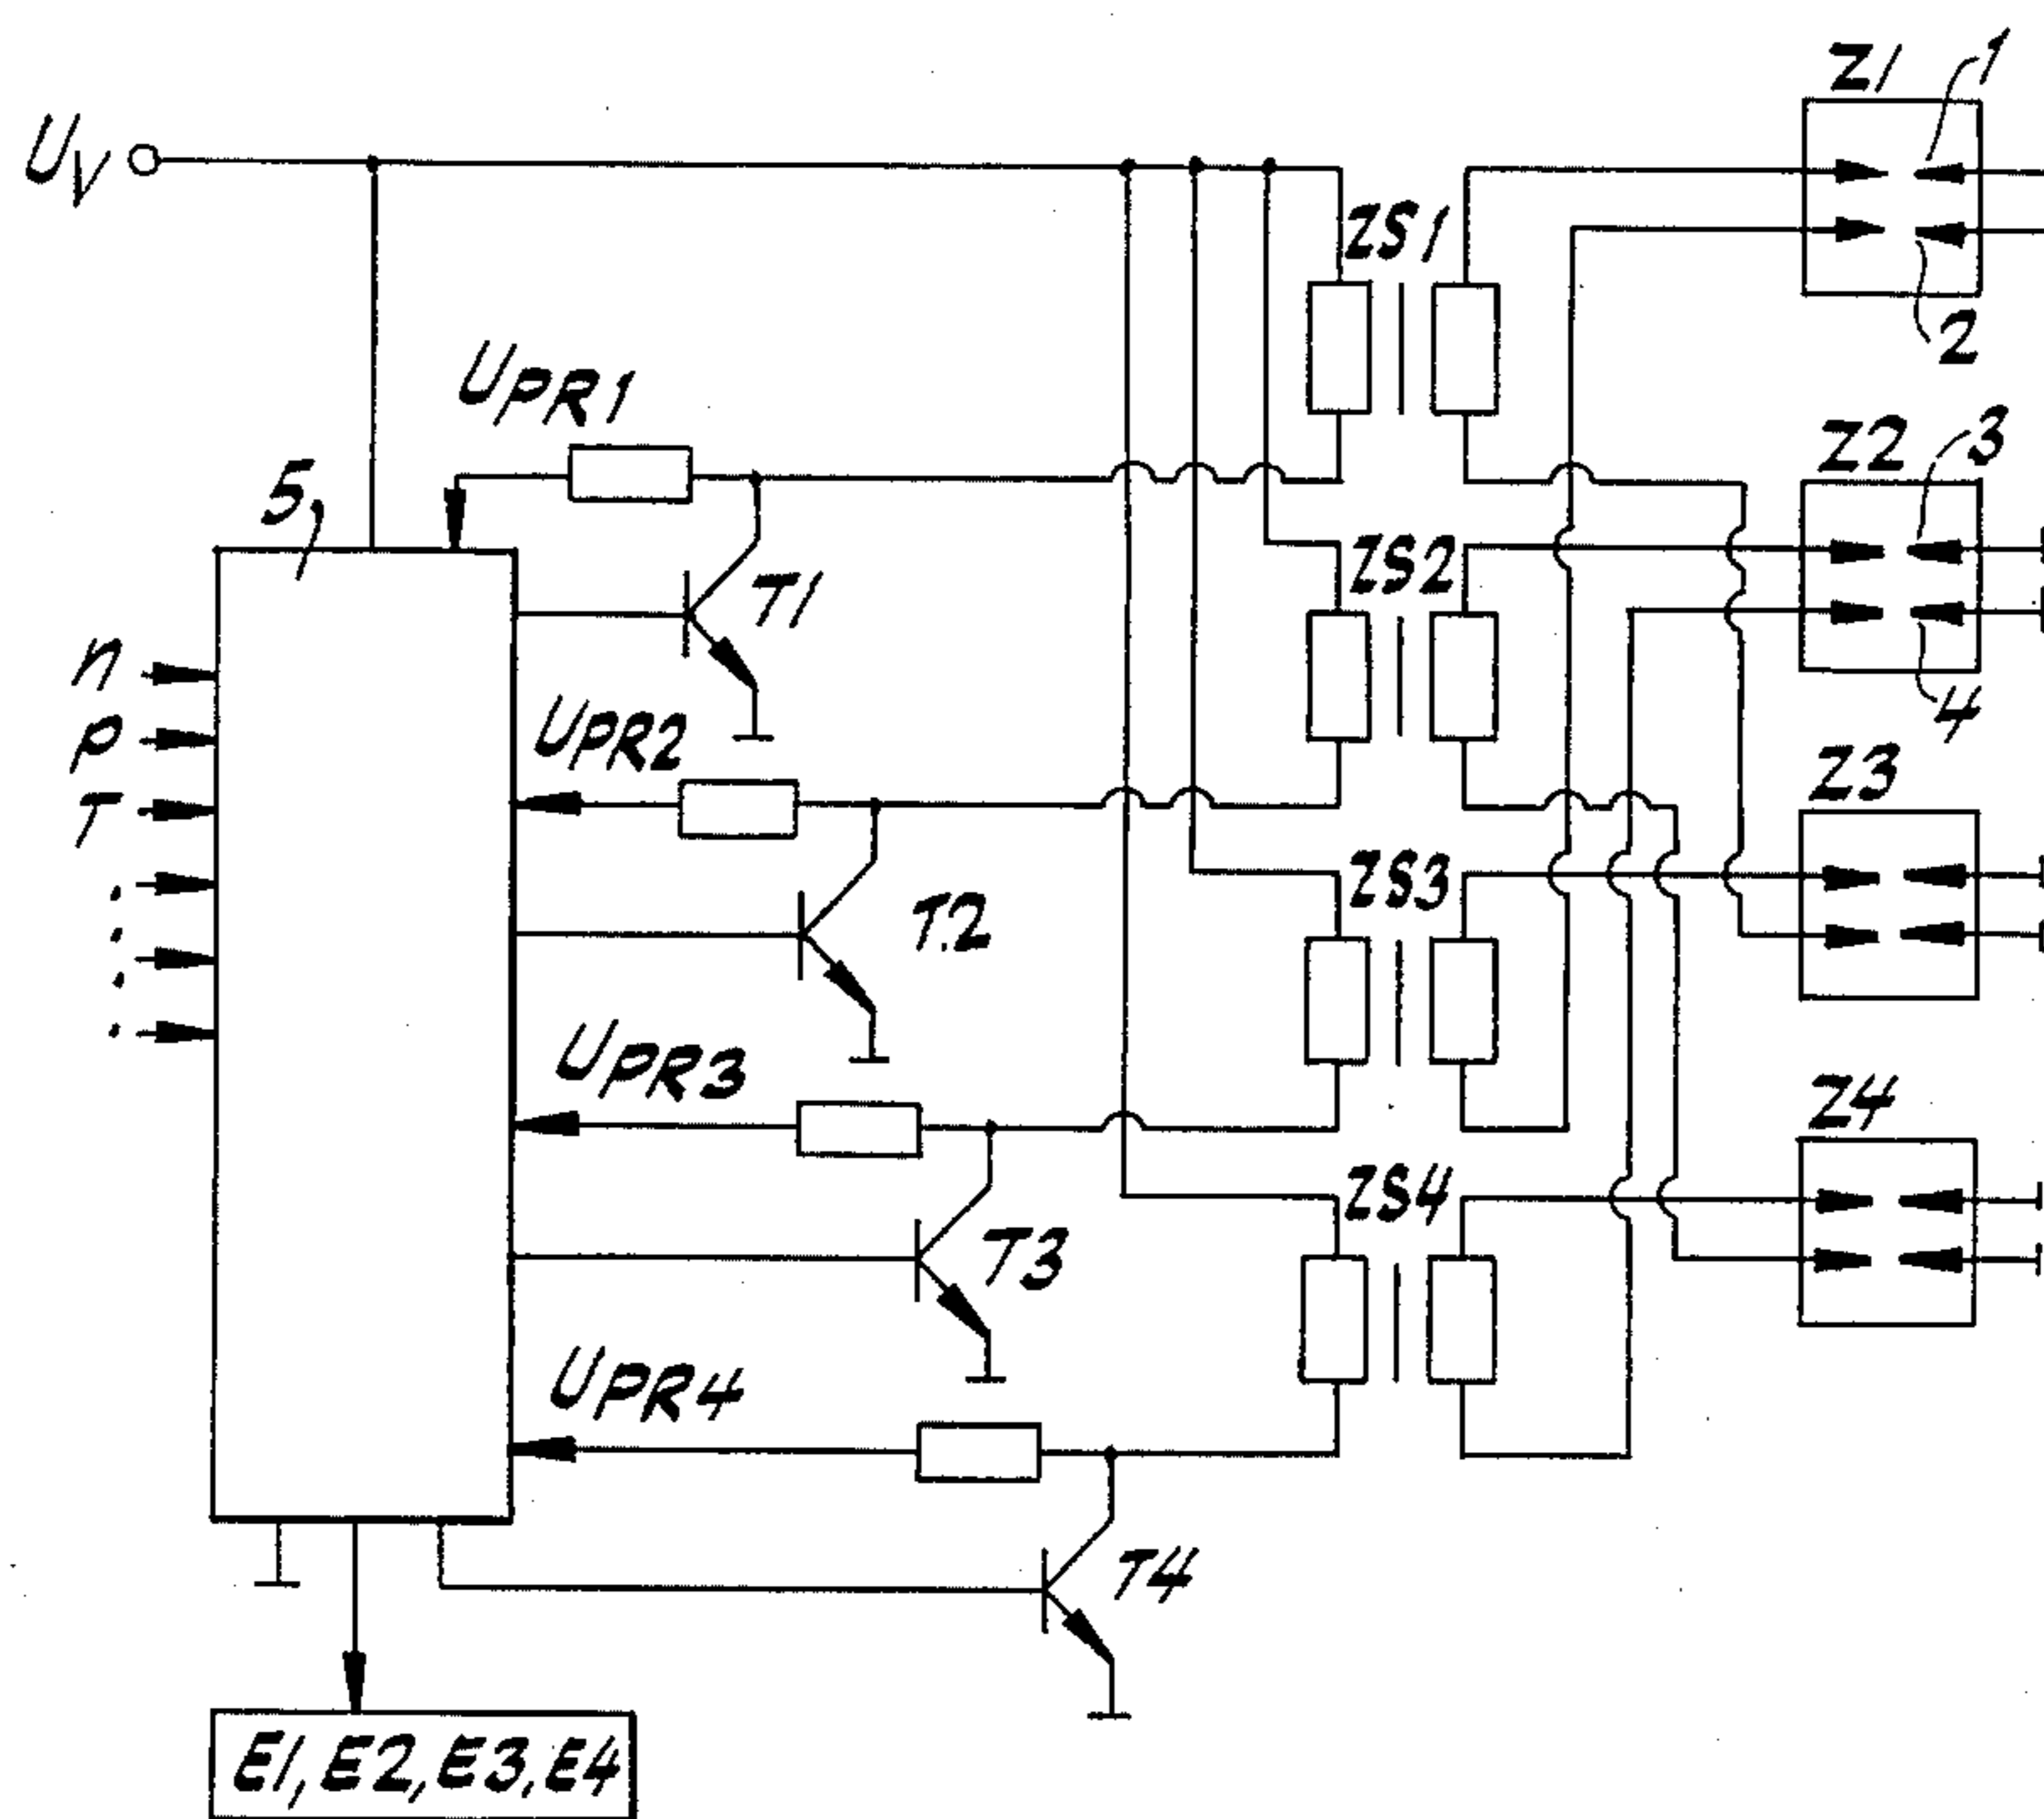 Z1
1
UV
ZS1
2
UPR1
Z2
3
5
ZS2
T1
n
UPR2
4
p
Z3
T
ZS3
T2
UPR3
Z4
ZS4
T3
UPR4
T4
E1, E2, E3, E4